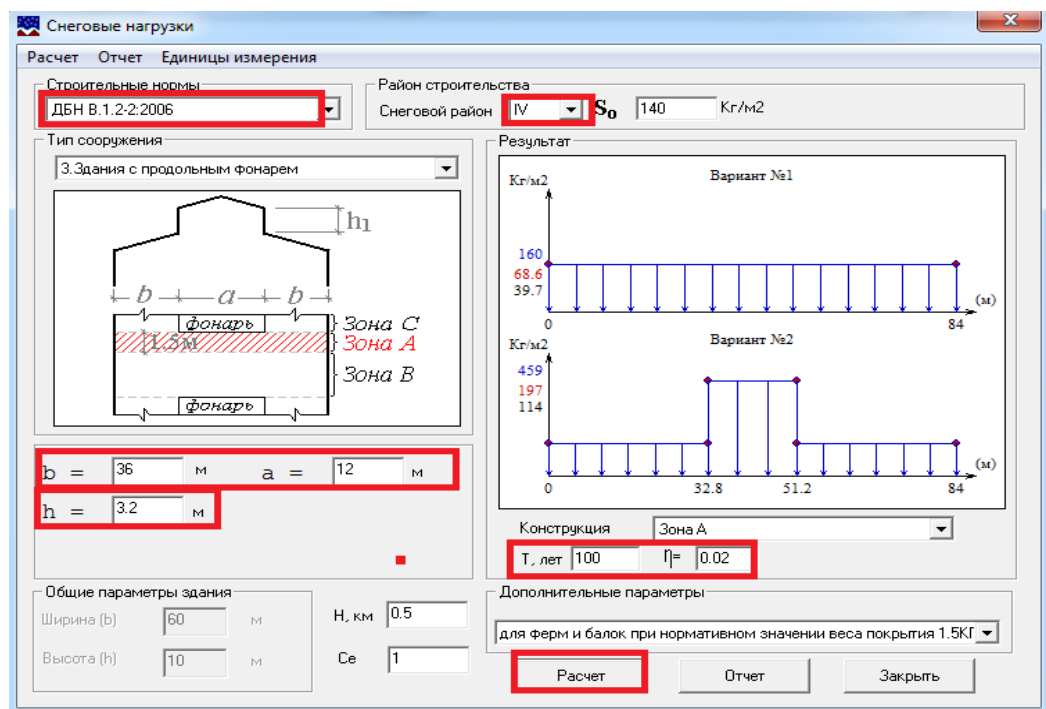 Снеговые нагрузки
Расчет Отчет Единицы измерения
Строительные нормы
ДБН В.1.2-2:2006
Район строительства
Снеговой район IV S₀ 140 Кг/м2
Тип сооружения
3.Здания с продольным фонарем
h1
b a b
фонарь
1.5м
Зона С
Зона А
Зона В
фонарь
b = 36 м a = 12 м
h = 3.2 м
Результат
Кг/м2 Вариант №1
160
68.6
39.7
(м)
0 84
Кг/м2 Вариант №2
459
197
114
(м)
0 32.8 51.2 84
Конструкция Зона А
Т, лет 100 η= 0.02
Общие параметры здания
Ширина (b) 60 м
Высота (h) 10 м
Н, км 0.5
Се 1
Дополнительные параметры
для ферм и балок при нормативном значении веса покрытия 1.5КГ
Расчет Отчет Закрыть